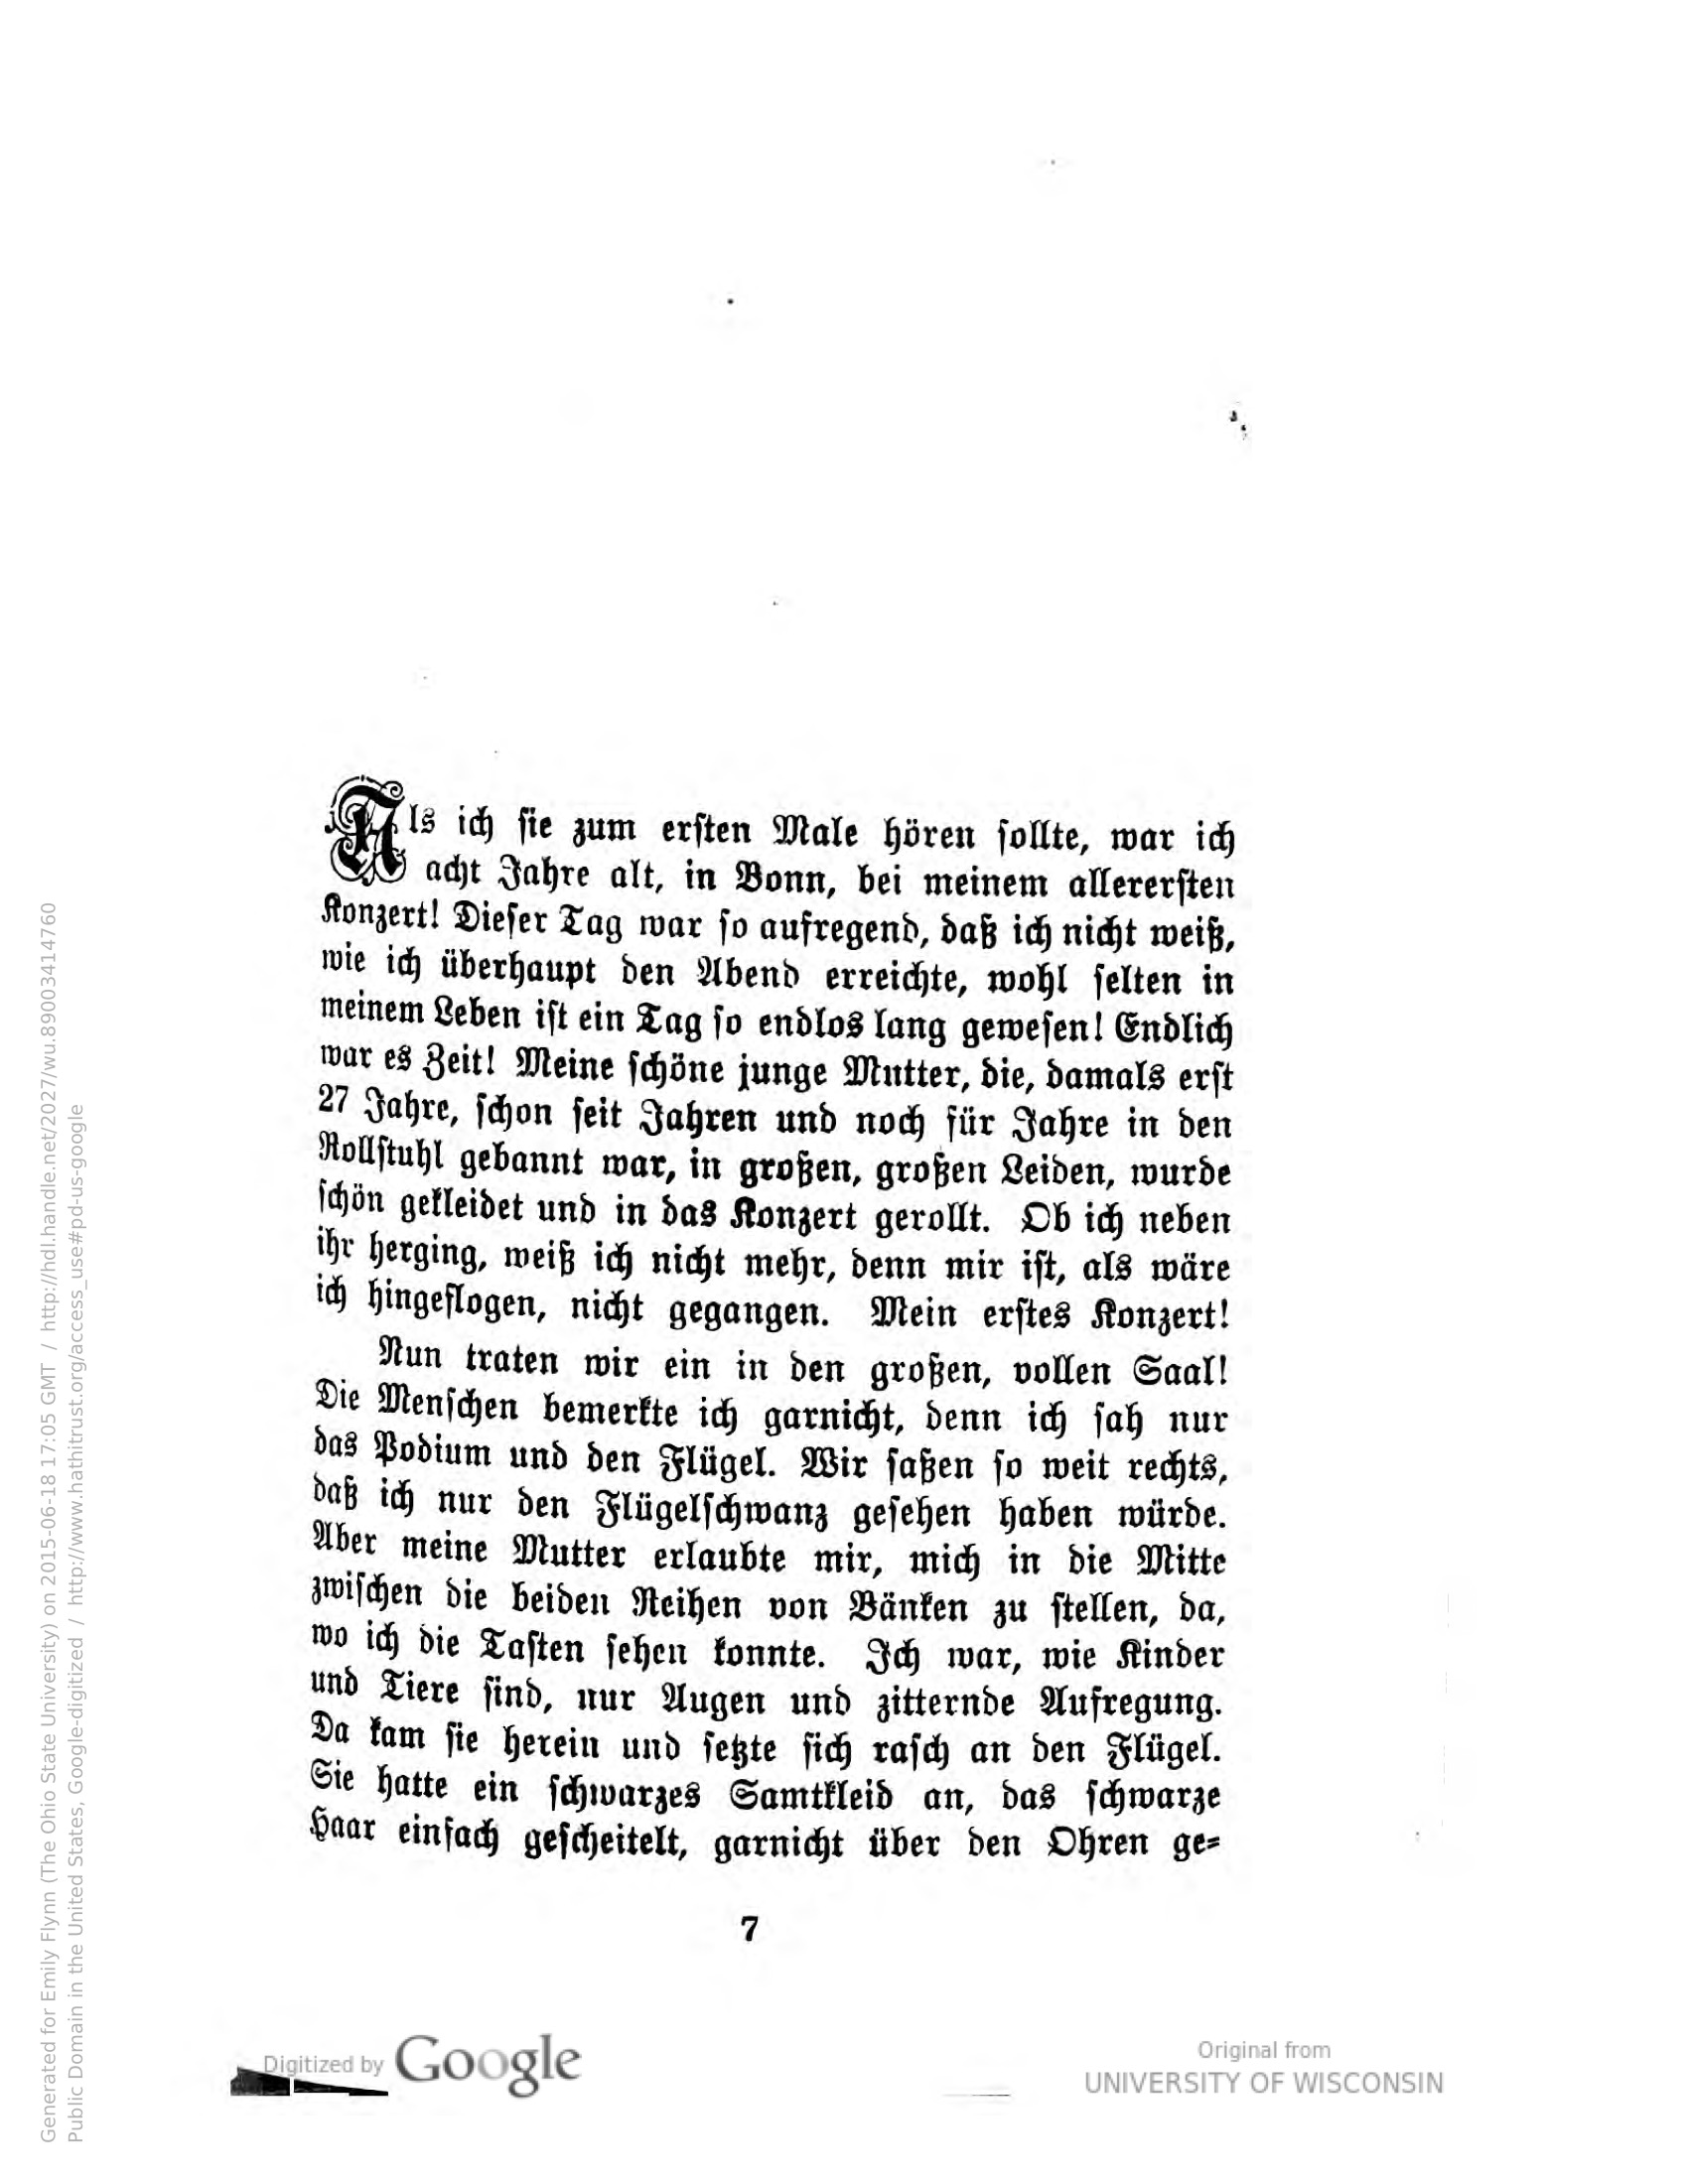 Als ich sie zum ersten Male hören sollte, war ich
acht Jahre alt, in Bonn, bei meinem allerersten
Konzert! Dieser Tag war so aufregend, daß ich nicht weiß,
wie ich überhaupt den Abend erreichte, wohl selten in
meinem Leben ist ein Tag so endlos lang gewesen! Endlich
war es Zeit! Meine schöne junge Mutter, die, damals erst
27 Jahre, schon seit Jahren und noch für Jahre in den
Rollstuhl gebannt war, in großen, großen Leiden, wurde
schön gekleidet und in das Konzert gerollt. Ob ich neben
ihr herging, weiß ich nicht mehr, denn mir ist, als wäre
ich hingeflogen, nicht gegangen. Mein erstes Konzert!
Nun traten wir ein in den großen, vollen Saal!
Die Menschen bemerkte ich garnicht, denn ich sah nur
das Podium und den Flügel. Wir saßen so weit rechts,
daß ich nur den Flügelschwanz gesehen haben würde.
Aber meine Mutter erlaubte mir, mich in die Mitte
zwischen die beiden Reihen von Bänken zu stellen, da,
wo ich die Tasten sehen konnte. Ich war, wie Kinder
und Tiere sind, nur Augen und zitternde Aufregung.
Da kam sie herein und setzte sich rasch an den Flügel.
Sie hatte ein schwarzes Samtkleid an, das schwarze
Haar einfach gescheitelt, garnicht über den Ohren ge-
7
Digitized by Google
Original from
UNIVERSITY OF WISCONSIN
Generated for Emily Flynn (The Ohio State University) on 2015-06-18 17:05 GMT / http://hdl.handle.net/2027/wu.89003414760
Public Domain in the United States, Google-digitized / http://www.hathitrust.org/access_use#pd-us-google